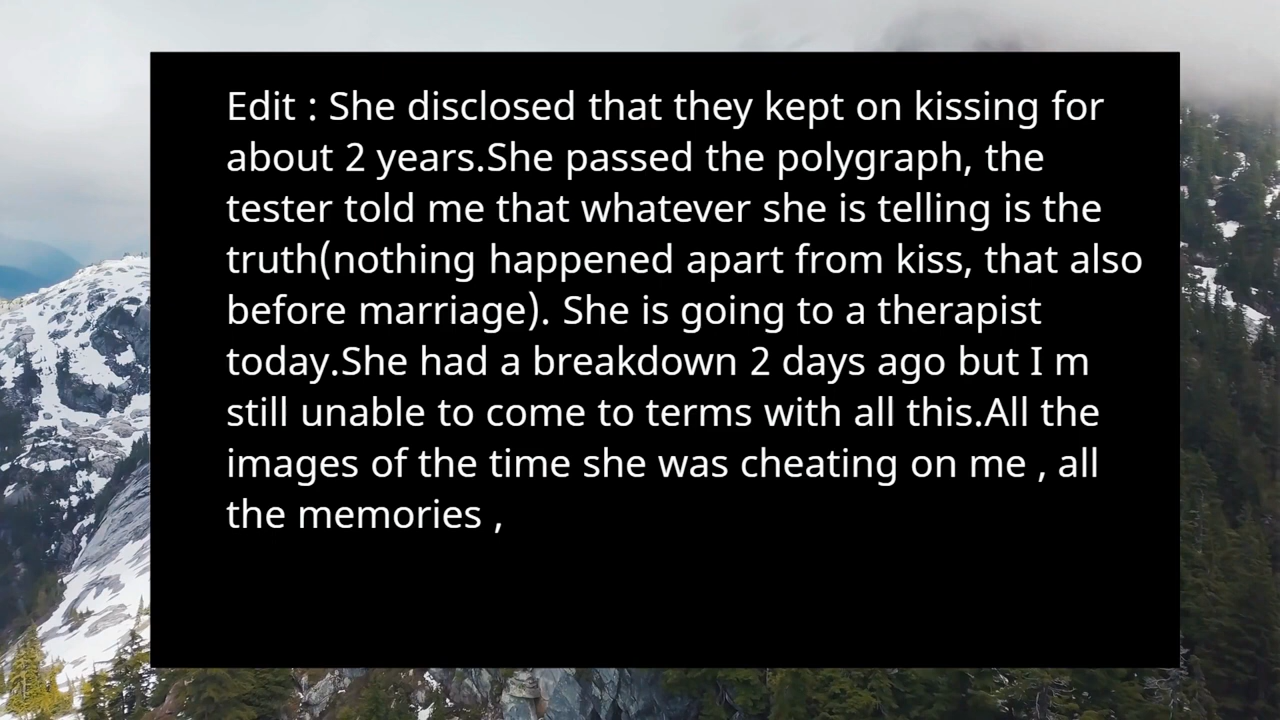 Edit : She disclosed that they kept on kissing for
about 2 years.She passed the polygraph, the
tester told me that whatever she is telling is the
truth(nothing happened apart from kiss, that also
before marriage). She is going to a therapist
today.She had a breakdown 2 days ago but I m
still unable to come to terms with all this.All the
images of the time she was cheating on me , all
the memories ,